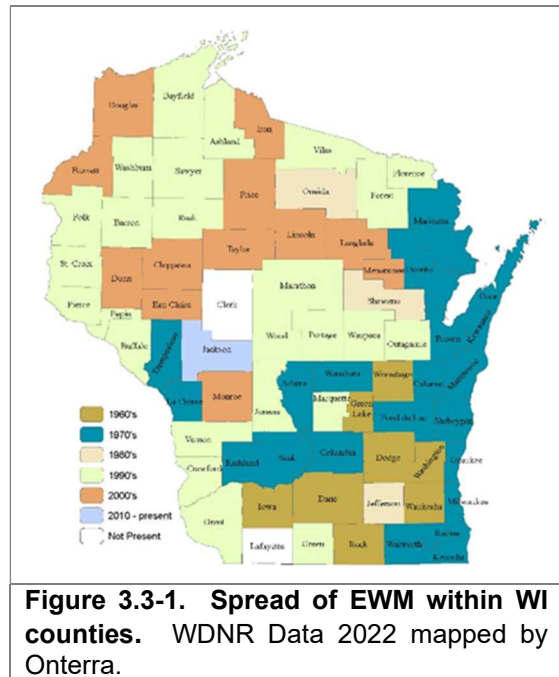 Douglas
Bayfield
Iron
Ashland
Vilas
Burnett
Washburn
Sawyer
Florence
Oneida
Forest
Price
Marinette
Polk
Barron
Rusk
Lincoln
Langlade
Taylor
Chippewa
Menominee
Oconto
St. Croix
Dunn
Marathon
Door
Clark
Shawano
Pierce
Pepin
Eau Claire
Kewaunee
Buffalo
Trempealeau
Jackson
Wood
Portage
Waupaca
Outagamie
Brown
Manitowoc
Waushara
Winnebago
Calumet
La Crosse
Monroe
Juneau
Adams
Marquette
Green
Lake
Fond du Lac
Sheboygan
Vernon
Crawford
Richland
Sauk
Columbia
Dodge
Washington
Ozaukee
Grant
Iowa
Dane
Jefferson
Waukesha
Milwaukee
Lafayette
Green
Rock
Walworth
Racine
Kenosha
1960's
1970's
1980's
1990's
2000's
2010 - present
Not Present
Figure 3.3-1. Spread of EWM within WI
counties. WDNR Data 2022 mapped by
Onterra.